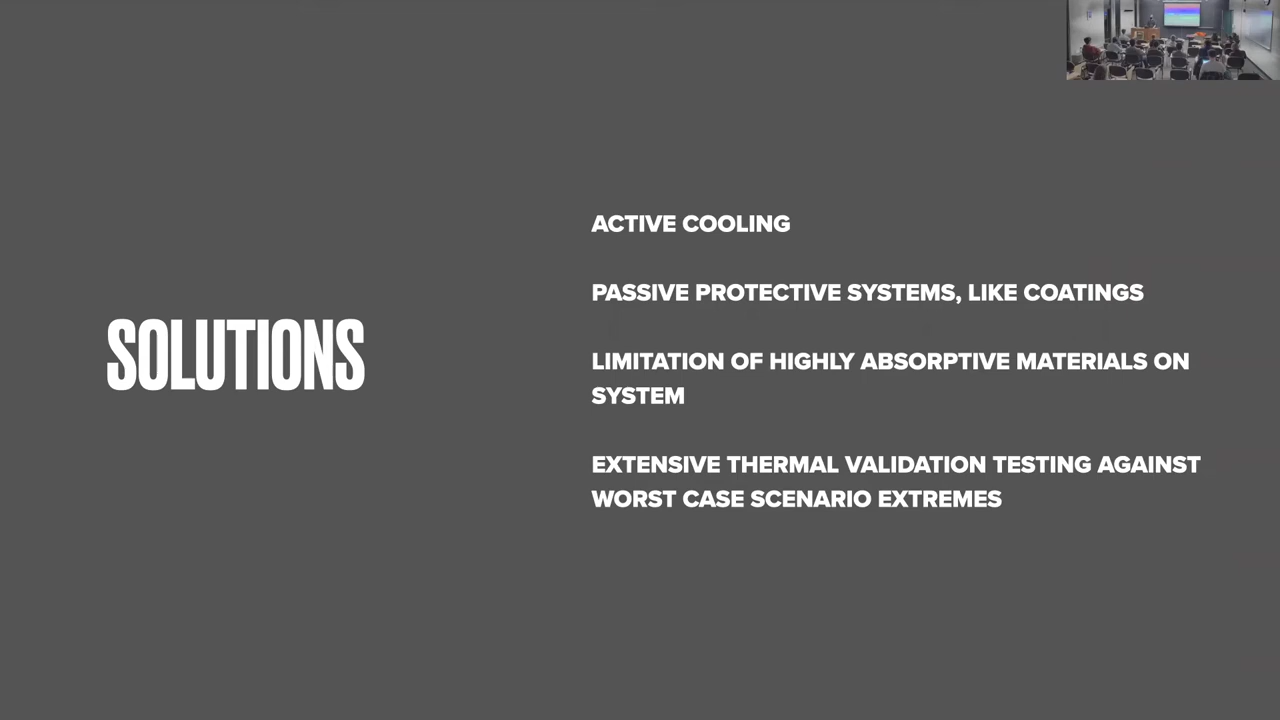 SOLUTIONS
ACTIVE COOLING
PASSIVE PROTECTIVE SYSTEMS, LIKE COATINGS
LIMITATION OF HIGHLY ABSORPTIVE MATERIALS ON
SYSTEM
EXTENSIVE THERMAL VALIDATION TESTING AGAINST
WORST CASE SCENARIO EXTREMES